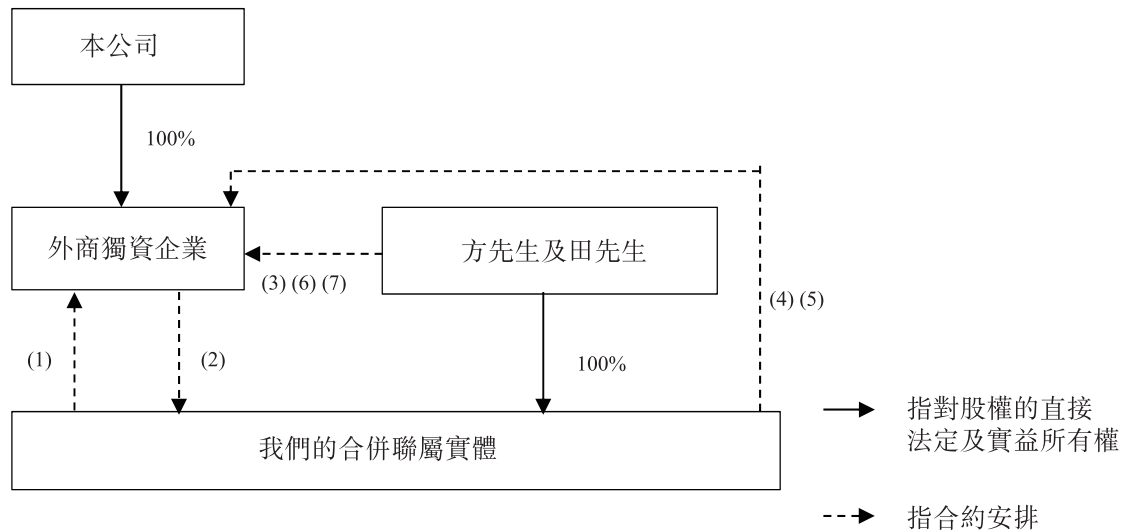 本公司
100%
外商獨資企業
方先生及田先生
(3) (6) (7)
(4) (5)
(1)
(2)
100%
我們的合併聯屬實體
指對股權的直接
法定及實益所有權
指合約安排